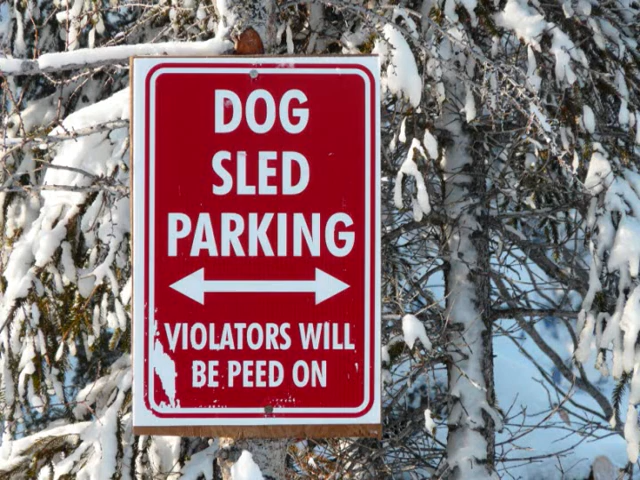 DOG
SLED
PARKING
VIOLATORS WILL
BE PEED ON